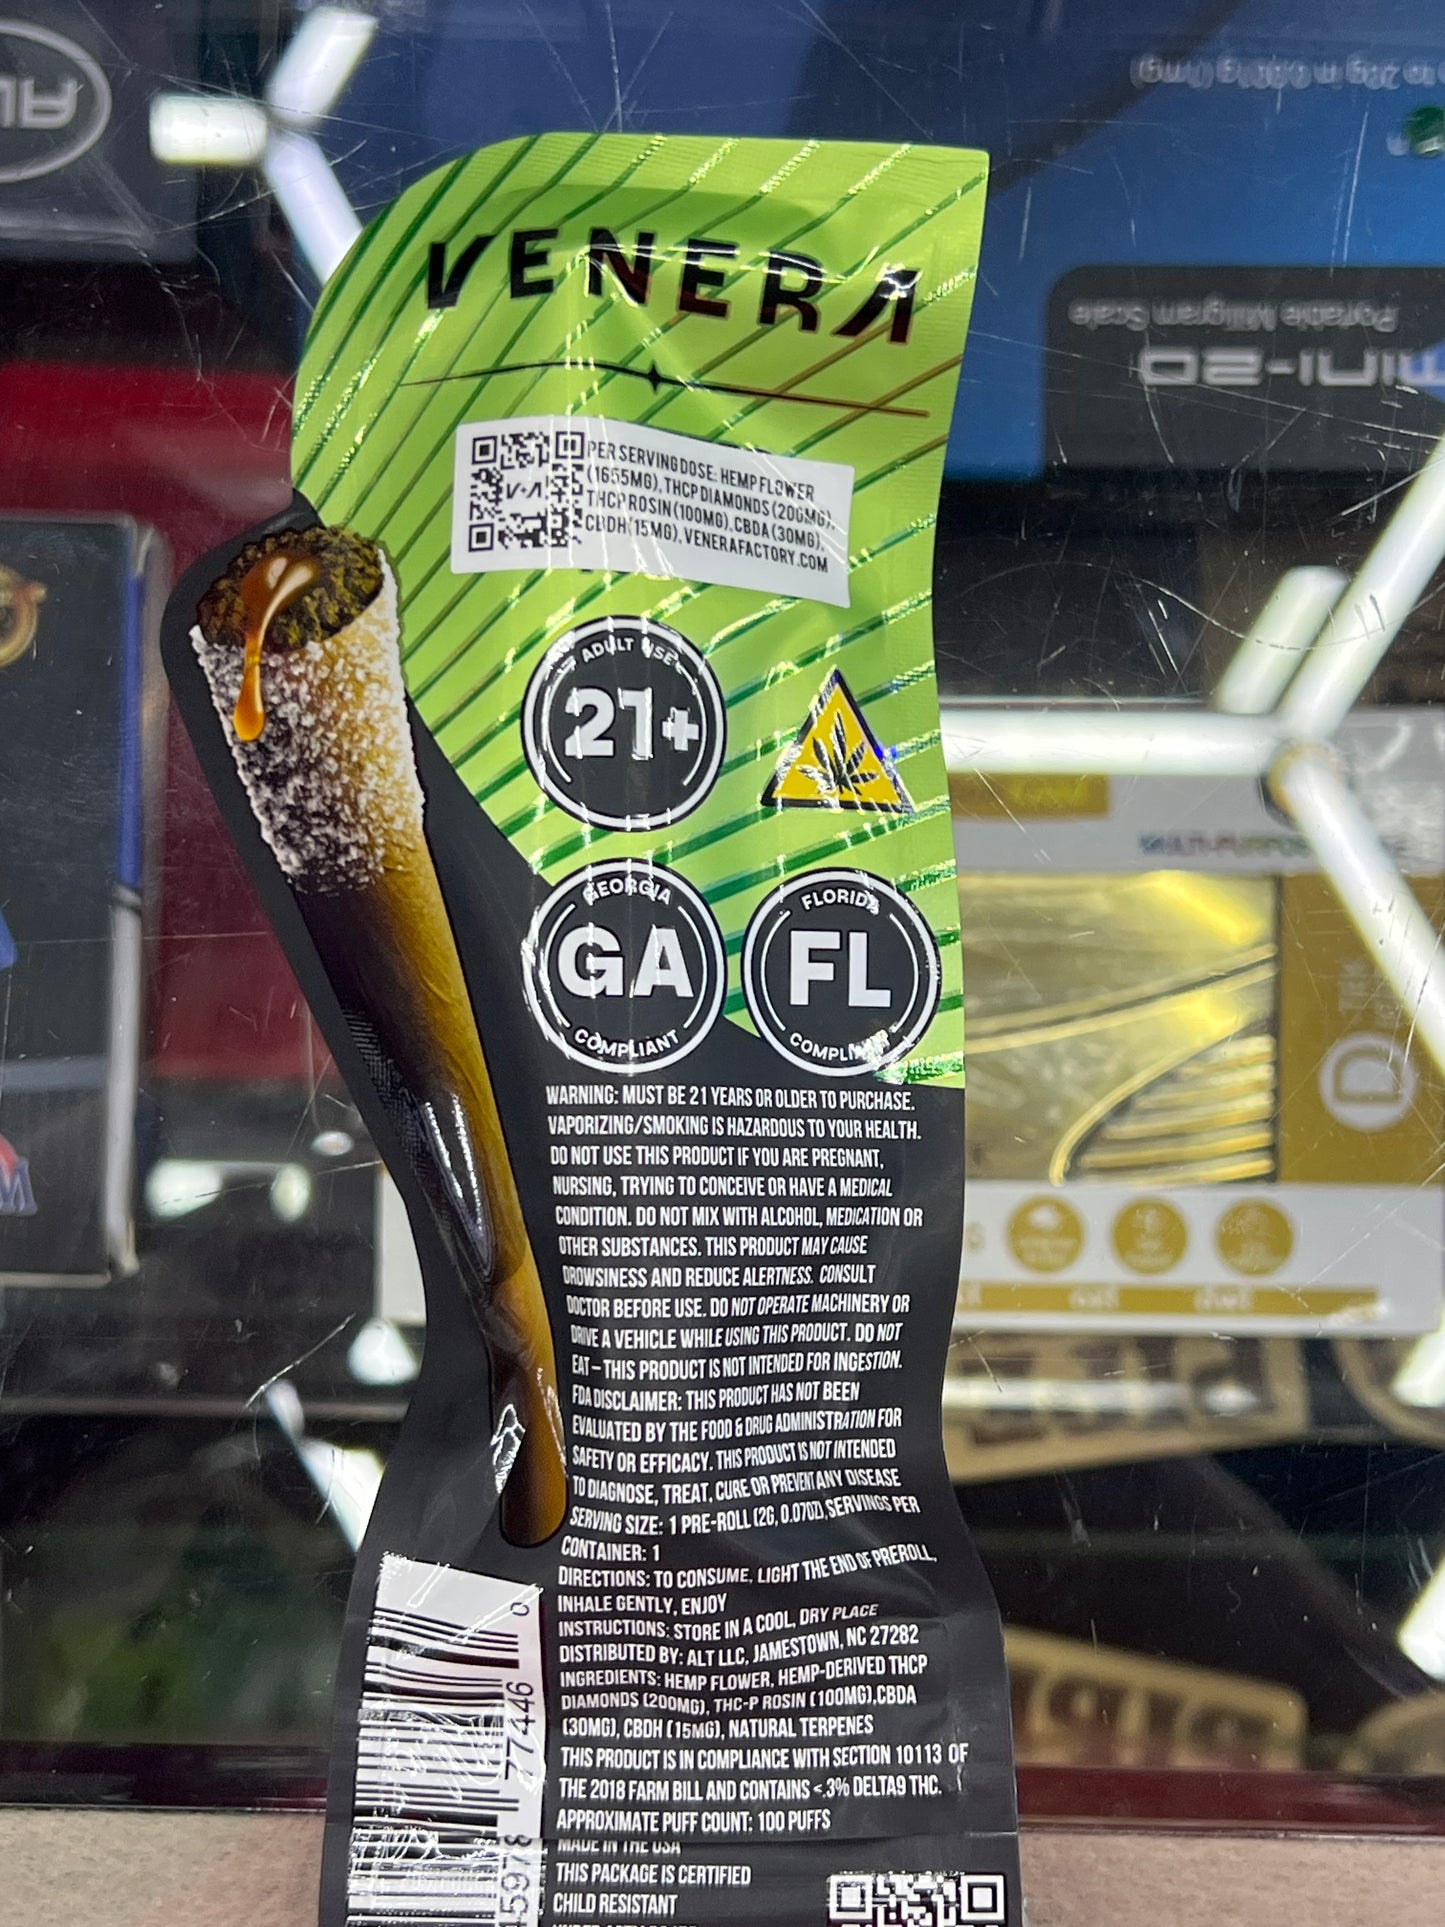 VENERA
PER SERVING DOSE: HEMP FLOWER
(1655MG), THCP DIAMONDS (200MG),
THCP ROSIN (100MG), CBDA (30MG),
CBDH (15MG). VENERAFACTORY.COM
V·A
ADULT USE
21+
GEORGIA
GA
COMPLIANT
FLORIDA
FL
COMPLIANT
WARNING: MUST BE 21 YEARS OR OLDER TO PURCHASE.
VAPORIZING/SMOKING IS HAZARDOUS TO YOUR HEALTH.
DO NOT USE THIS PRODUCT IF YOU ARE PREGNANT,
NURSING, TRYING TO CONCEIVE OR HAVE A MEDICAL
CONDITION. DO NOT MIX WITH ALCOHOL, MEDICATION OR
OTHER SUBSTANCES. THIS PRODUCT MAY CAUSE
DROWSINESS AND REDUCE ALERTNESS. CONSULT
DOCTOR BEFORE USE. DO NOT OPERATE MACHINERY OR
DRIVE A VEHICLE WHILE USING THIS PRODUCT. DO NOT
EAT – THIS PRODUCT IS NOT INTENDED FOR INGESTION.
FDA DISCLAIMER: THIS PRODUCT HAS NOT BEEN
EVALUATED BY THE FOOD & DRUG ADMINISTRATION FOR
SAFETY OR EFFICACY. THIS PRODUCT IS NOT INTENDED
TO DIAGNOSE, TREAT, CURE OR PREVENT ANY DISEASE
SERVING SIZE: 1 PRE-ROLL (2G, 0.07OZ), SERVINGS PER
CONTAINER: 1
DIRECTIONS: TO CONSUME, LIGHT THE END OF PREROLL,
INHALE GENTLY, ENJOY
INSTRUCTIONS: STORE IN A COOL, DRY PLACE
DISTRIBUTED BY: ALT LLC, JAMESTOWN, NC 27282
INGREDIENTS: HEMP FLOWER, HEMP-DERIVED THCP
DIAMONDS (200MG), THC-P ROSIN (100MG),CBDA
(30MG), CBDH (15MG), NATURAL TERPENES
THIS PRODUCT IS IN COMPLIANCE WITH SECTION 10113 OF
THE 2018 FARM BILL AND CONTAINS <.3% DELTA9 THC.
APPROXIMATE PUFF COUNT: 100 PUFFS
MADE IN THE USA
THIS PACKAGE IS CERTIFIED
CHILD RESISTANT
77446 0
Portable Milligram Scale
mini-20